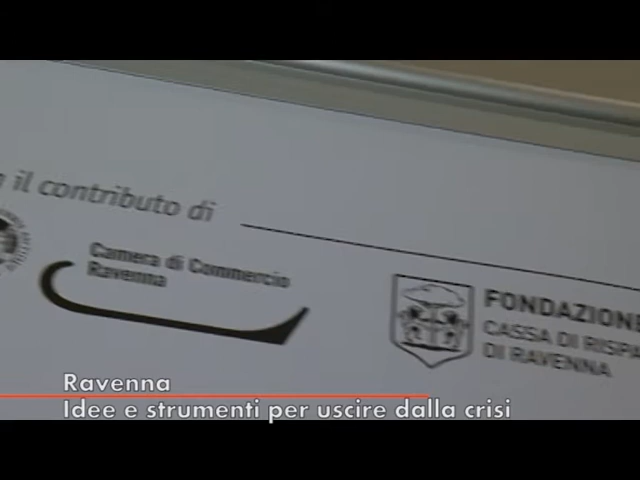 il contributo di
Camera di Commercio
Ravenna
FONDAZIONE
CASSA DI RISPA
DI RAVENNA
Ravenna
Idee e strumenti per uscire dalla crisi